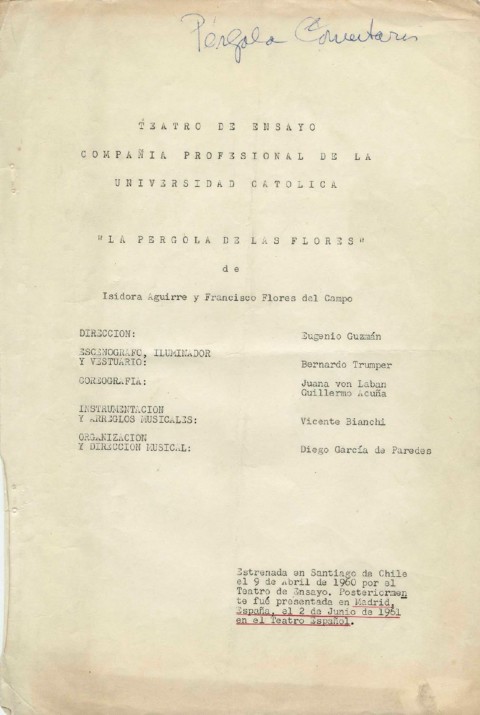 Pérgola Comentarios
TEATRO DE ENSAYO
COMPAÑIA PROFESIONAL DE LA
UNIVERSIDAD CATOLICA
"LA PERGOLA DE LAS FLORES"
de
Isidora Aguirre y Francisco Flores del Campo
DIRECCION: Eugenio Guzmán
ESCENOGRAFO, ILUMINADOR
Y VESTUARIO: Bernardo Trumper
COREOGRAFIA: Juana von Laban
Guillermo Acuña
INSTRUMENTACION
Y ARREGLOS MUSICALES: Vicente Bianchi
ORGANIZACION
Y DIRECCION MUSICAL: Diego García de Paredes
Estrenada en Santiago de Chile
el 9 de Abril de 1960 por el
Teatro de Ensayo. Posteriormen
te fué presentada en Madrid,
España, el 2 de Junio de 1961
en el Teatro Español.